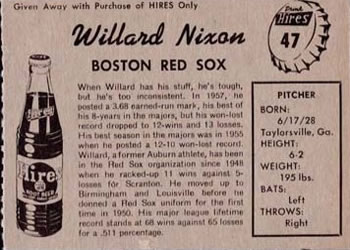 Given Away with Purchase of HIRES Only
Drink
Hires
47
Willard Nixon
BOSTON RED SOX
When Willard has his stuff, he's tough,
but he's too inconsistent. In 1957, he
posted a 3.68 earned-run mark, his best of
his 8-years in the majors, but his won-lost
record dropped to 12-wins and 13 losses.
His best season in the majors was in 1955
when he posted a 12-10 won-lost record.
Willard, a former Auburn athlete, has been
in the Red Sox organization since 1948
when he racked-up 11 wins against 5-
losses for Scranton. He moved up to
Birmingham and Louisville before he
donned a Red Sox uniform for the first
time in 1950. His major league lifetime
record stands at 68 wins against 65 losses
for a .511 percentage.
Hires
PITCHER
BORN:
6/17/28
Taylorsville, Ga.
HEIGHT:
6-2
WEIGHT:
195 lbs.
BATS:
Left
THROWS:
Right